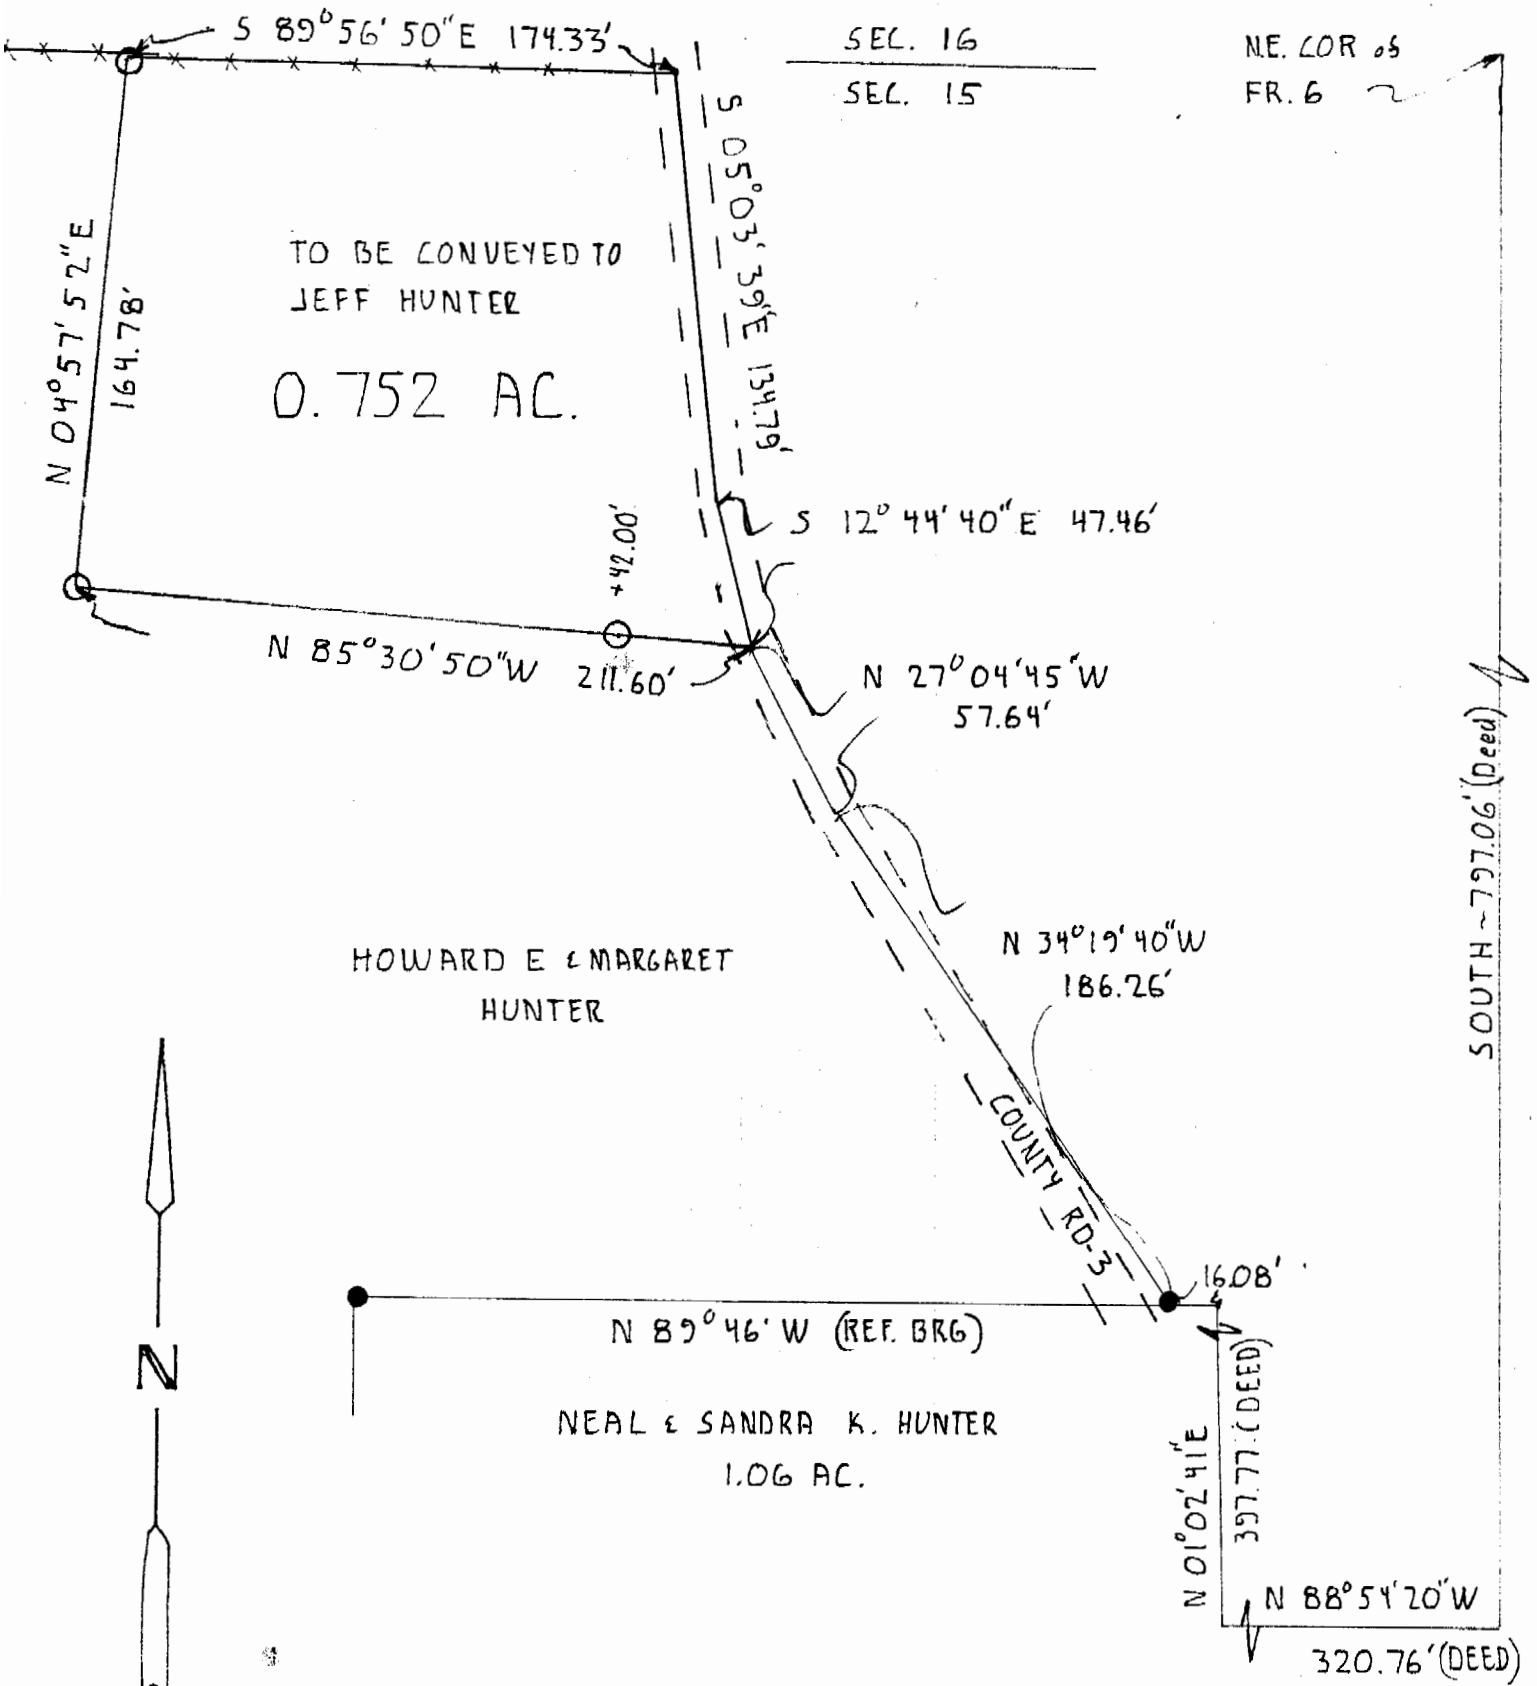 S 89°56'50"E 174.33'
SEC. 16
SEC. 15
N.E. COR of
FR. 6
S 05°03'39"E 134.79'
N 04°57'52"E
164.78'
TO BE CONVEYED TO
JEFF HUNTER
0.752 AC.
+42.00'
S 12°44'40"E 47.46'
N 85°30'50"W 211.60'
N 27°04'45"W
57.64'
SOUTH ~ 797.06' (Deed)
HOWARD E & MARGARET
HUNTER
N 34°19'40"W
186.26'
COUNTY RD-3
16.08'
N 89°46'W (REF. BRG)
N
NEAL & SANDRA K. HUNTER
1.06 AC.
N 01°02'41"E
397.77' (DEED)
N 88°54'20"W
320.76' (DEED)